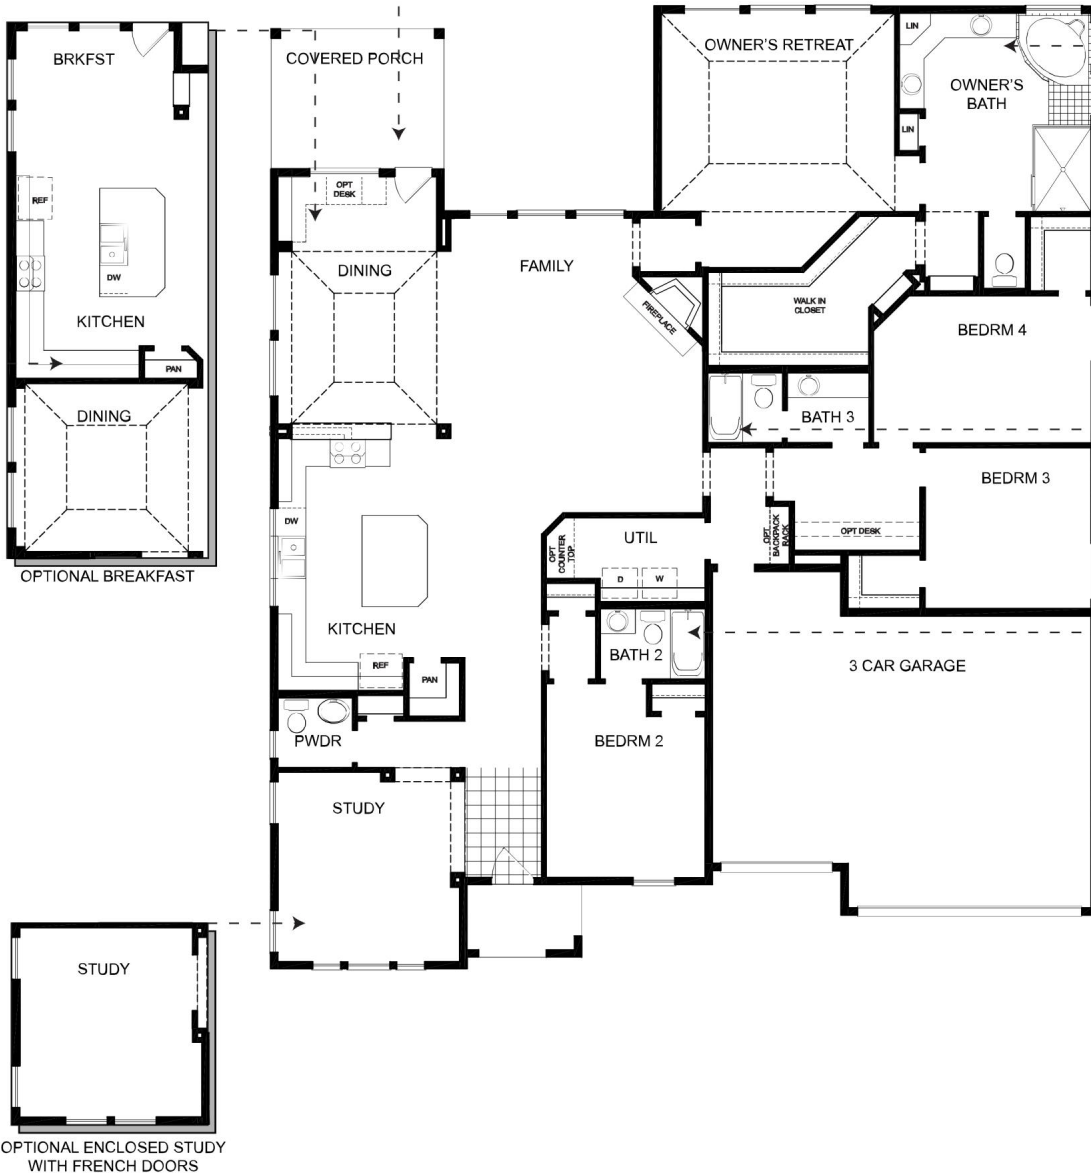 BRKFST
REF
DW
KITCHEN
PAN
DINING
OPTIONAL BREAKFAST
COVERED PORCH
OPT
DESK
DINING
FAMILY
FIREPLACE
OWNER'S RETREAT
LIN
OWNER'S
BATH
LIN
WALK IN
CLOSET
BEDRM 4
BATH 3
BEDRM 3
OPT DESK
OPT
BACKPACK
RACK
UTIL
OPT
COUNTER
TOP
D
W
DW
KITCHEN
REF
PAN
BATH 2
3 CAR GARAGE
PWDR
BEDRM 2
STUDY
STUDY
OPTIONAL ENCLOSED STUDY
WITH FRENCH DOORS